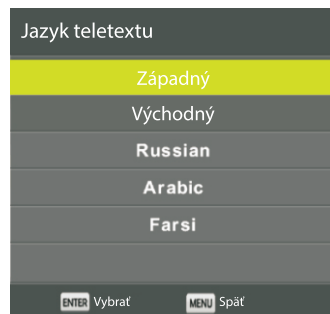 Jazyk teletextu
Západný
Východný
Russian
Arabic
Farsi
ENTER Vybrať MENU Späť